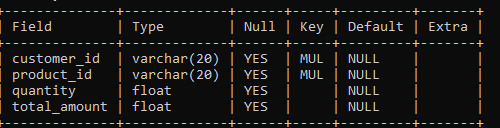 +--------------+-------------+------+-----+---------+-------+
| Field        | Type        | Null | Key | Default | Extra |
+--------------+-------------+------+-----+---------+-------+
| customer_id  | varchar(20) | YES  | MUL | NULL    |       |
| product_id   | varchar(20) | YES  | MUL | NULL    |       |
| quantity     | float       | YES  |     | NULL    |       |
| total_amount | float       | YES  |     | NULL    |       |
+--------------+-------------+------+-----+---------+-------+